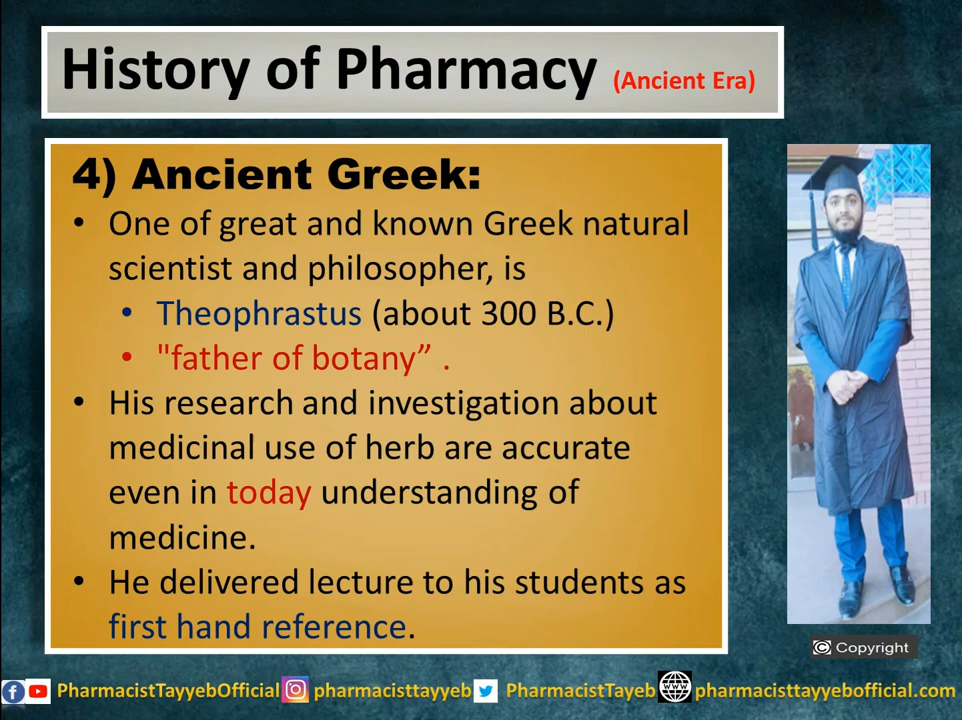 History of Pharmacy (Ancient Era)
4) Ancient Greek:
• One of great and known Greek natural
scientist and philosopher, is
• Theophrastus (about 300 B.C.)
• "father of botany” .
• His research and investigation about
medicinal use of herb are accurate
even in today understanding of
medicine.
• He delivered lecture to his students as
first hand reference.
© Copyright
PharmacistTayyebOfficial pharmacisttayyeb PharmacistTayeb pharmacisttayyebofficial.com